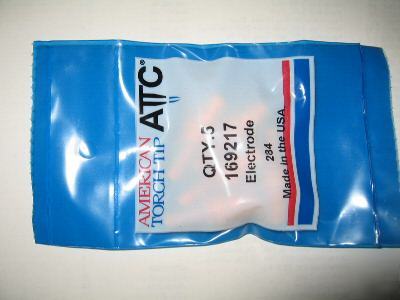 AMERICAN
TORCH TIP
ATTC®
QTY.5
169217
Electrode
284
Made in the USA